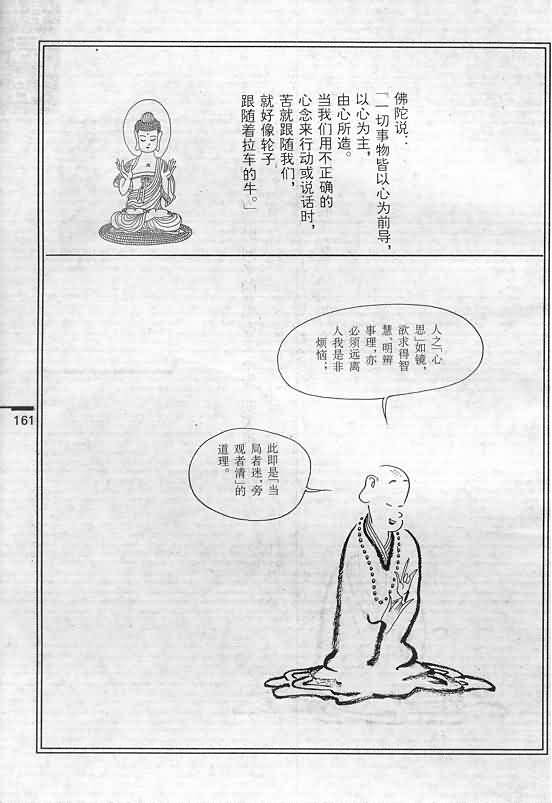 佛陀说：
「一切事物皆以心为前导，
以心为主，
由心所造。
当我们用不正确的
心念来行动或说话时，
苦就跟随我们，
就好像轮子
跟随着拉车的牛。」
人之「心
思」如镜，
欲求得智
慧、明辨
事理，亦
必须远离
人我是非
烦恼；
此即是「当
局者迷，旁
观者清」的
道理。
161